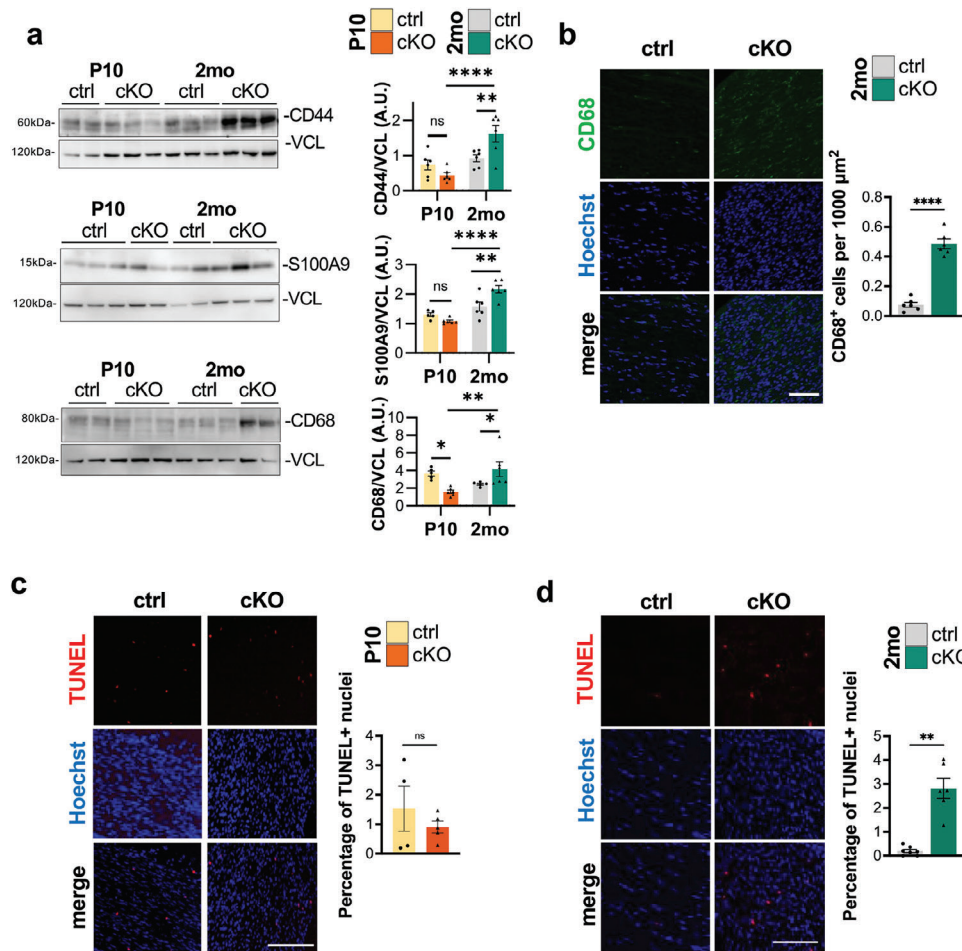 a
P10
ctrl
cKO
2mo
ctrl
cKO
P10 2mo
ctrl cKO ctrl cKO
60kDa- -CD44
120kDa- -VCL
CD44/VCL (A.U.)
2
1
0
ns
**
****
P10 2mo
P10 2mo
ctrl cKO ctrl cKO
15kDa- -S100A9
120kDa- -VCL
S100A9/VCL (A.U.)
3
2
1
0
ns
**
****
P10 2mo
P10 2mo
ctrl cKO ctrl cKO
80kDa- -CD68
120kDa- -VCL
CD68/VCL (A.U.)
10
8
6
4
2
0
*
*
**
P10 2mo
b
ctrl cKO
CD68
Hoechst
merge
2mo
ctrl
cKO
CD68+ cells per 1000 µm²
0.8
0.6
0.4
0.2
0.0
****
c
ctrl cKO
TUNEL
Hoechst
merge
P10
ctrl
cKO
Percentage of TUNEL+ nuclei
4
3
2
1
0
ns
d
ctrl cKO
TUNEL
Hoechst
merge
2mo
ctrl
cKO
Percentage of TUNEL+ nuclei
5
4
3
2
1
0
**